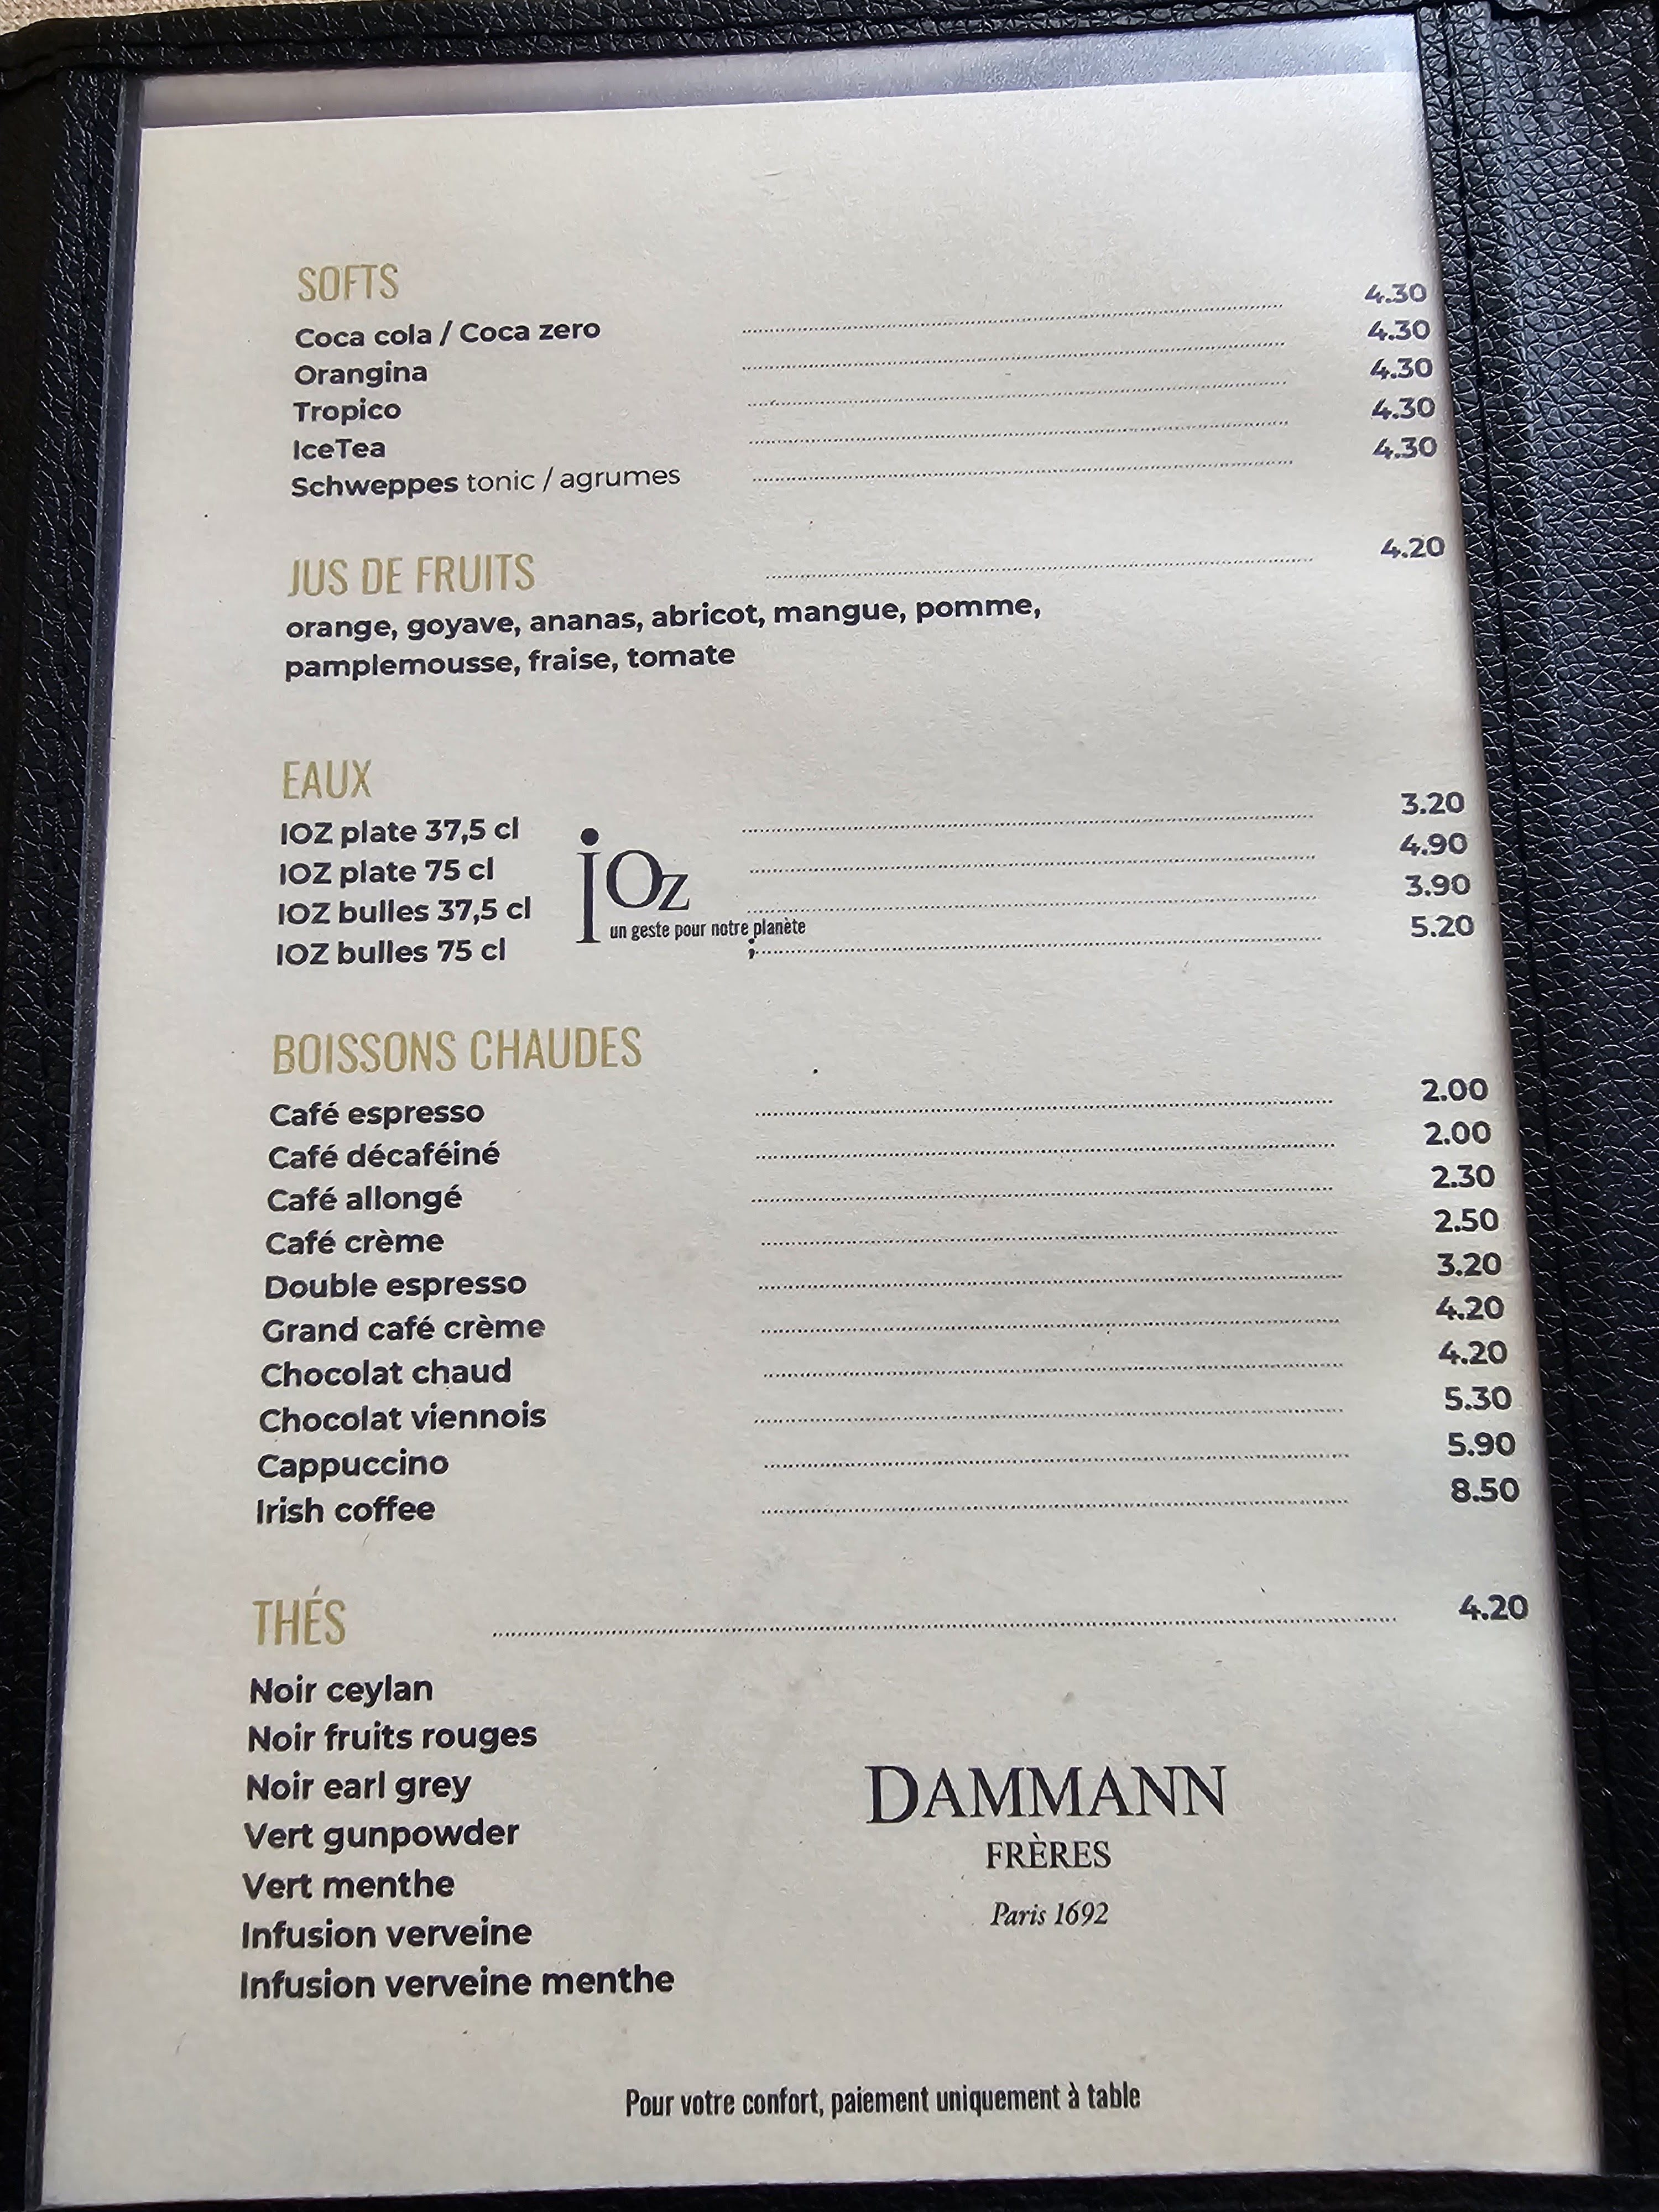 SOFTS
Coca cola / Coca zero 4.30
Orangina 4.30
Tropico 4.30
IceTea 4.30
Schweppes tonic / agrumes 4.30
JUS DE FRUITS 4.20
orange, goyave, ananas, abricot, mangue, pomme,
pamplemousse, fraise, tomate
EAUX
IOZ plate 37,5 cl 3.20
IOZ plate 75 cl 4.90
IOZ bulles 37,5 cl 3.90
IOZ bulles 75 cl 5.20
iOz
un geste pour notre planète
BOISSONS CHAUDES
Café espresso 2.00
Café décaféiné 2.00
Café allongé 2.30
Café crème 2.50
Double espresso 3.20
Grand café crème 4.20
Chocolat chaud 4.20
Chocolat viennois 5.30
Cappuccino 5.90
Irish coffee 8.50
THÉS 4.20
Noir ceylan
Noir fruits rouges
Noir earl grey
Vert gunpowder
Vert menthe
Infusion verveine
Infusion verveine menthe
DAMMANN
FRÈRES
Paris 1692
Pour votre confort, paiement uniquement à table